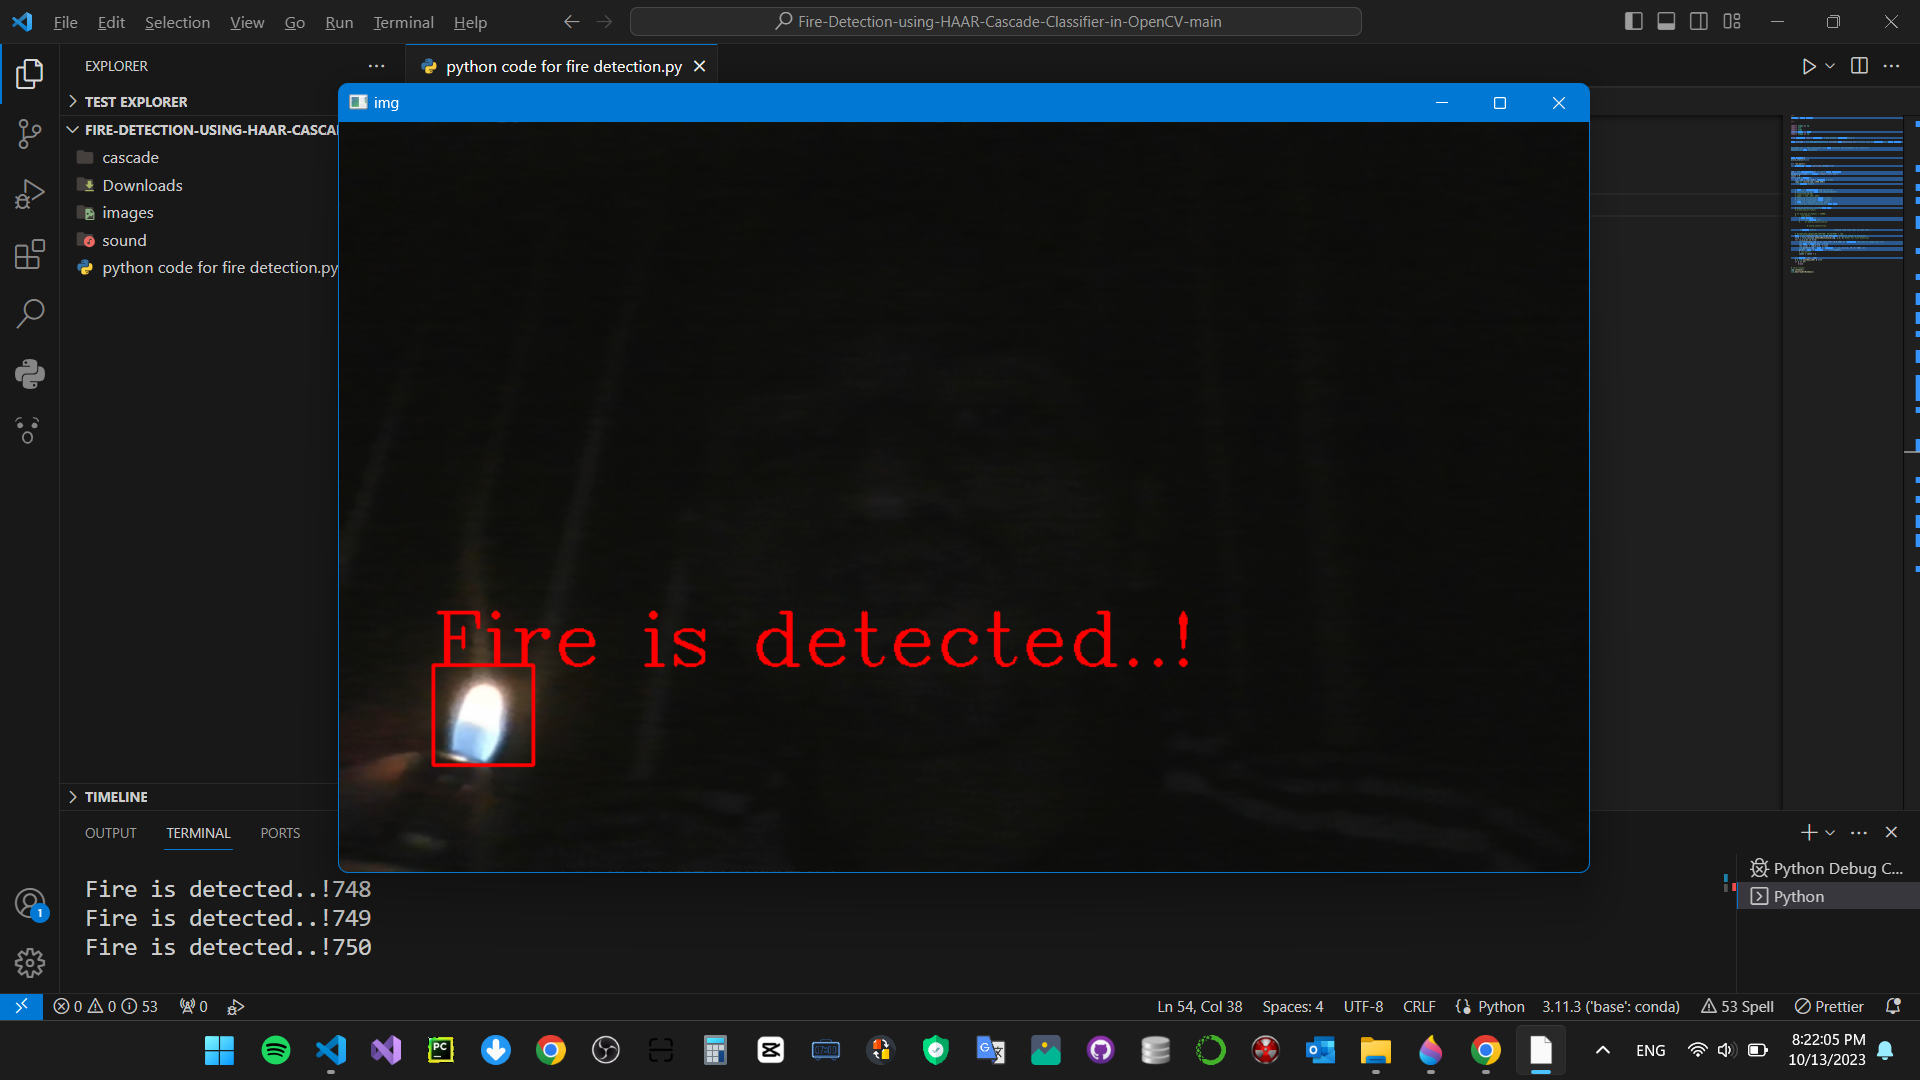 File Edit Selection View Go Run Terminal Help
Fire-Detection-using-HAAR-Cascade-Classifier-in-OpenCV-main
EXPLORER
python code for fire detection.py
TEST EXPLORER
FIRE-DETECTION-USING-HAAR-CASCA
cascade
Downloads
images
sound
python code for fire detection.py
img
Fire is detected..!
TIMELINE
OUTPUT TERMINAL PORTS
Fire is detected..!748
Fire is detected..!749
Fire is detected..!750
Python Debug C...
Python
1
0 0 53 0
Ln 54, Col 38 Spaces: 4 UTF-8 CRLF Python 3.11.3 ('base': conda) 53 Spell Prettier
PC
ENG
8:22:05 PM
10/13/2023